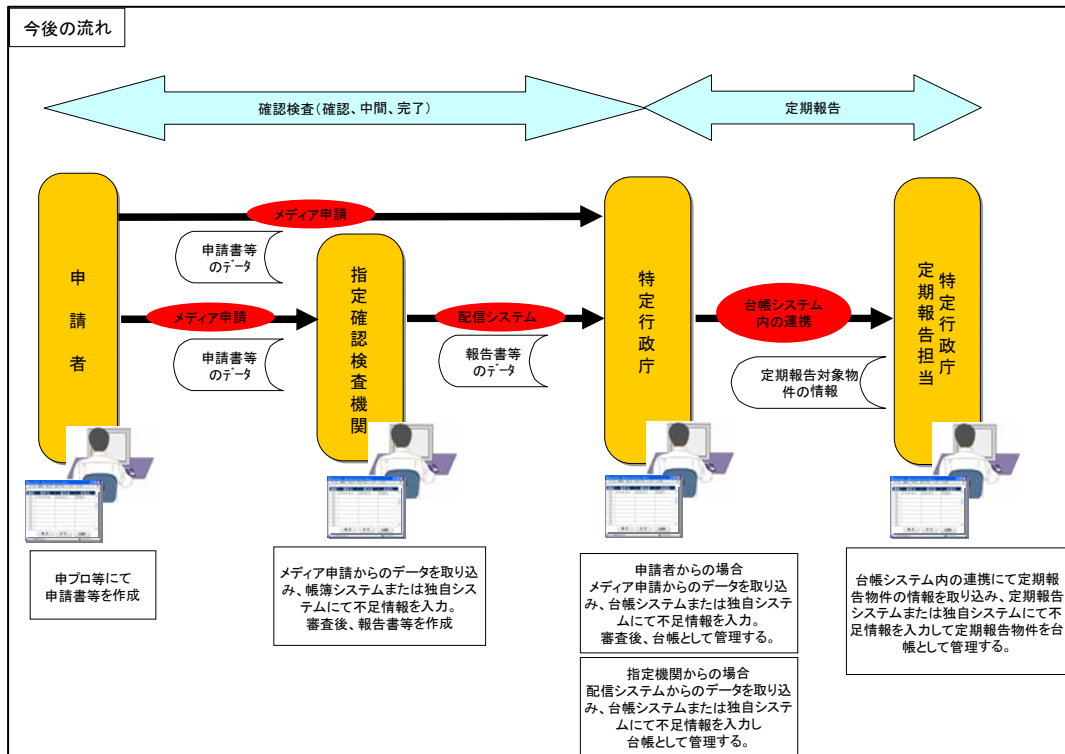 今後の流れ
確認検査(確認、中間、完了)
定期報告
メディア申請
申請書等
のデータ
メディア申請
申請書等
のデータ
配信システム
報告書等
のデータ
台帳システム
内の連携
定期報告対象物
件の情報
申請者
指定確認検査機関
特定行政庁
特定行政庁
定期報告担当
申プロ等にて
申請書等を作成
メディア申請からのデータを取り込
み、帳簿システムまたは独自シス
テムにて不足情報を入力。
審査後、報告書等を作成
申請者からの場合
メディア申請からのデータを取り込
み、台帳システムまたは独自システ
ムにて不足情報を入力。
審査後、台帳として管理する。
指定機関からの場合
配信システムからのデータを取り込
み、台帳システムまたは独自システ
ムにて不足情報を入力し
台帳として管理する。
台帳システム内の連携にて定期報
告物件の情報を取り込み、定期報告
システムまたは独自システムにて不
足情報を入力して定期報告物件を台
帳として管理する。